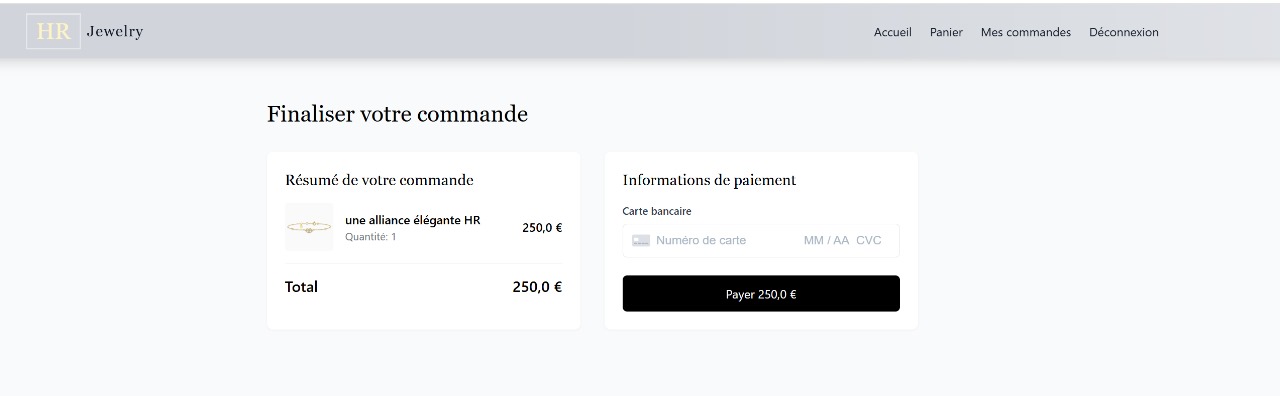 HR Jewelry Accueil Panier Mes commandes Déconnexion
Finaliser votre commande
Résumé de votre commande
une alliance élégante HR
Quantité: 1
250,0 €
Total 250,0 €
Informations de paiement
Carte bancaire
Numéro de carte MM / AA CVC
Payer 250,0 €